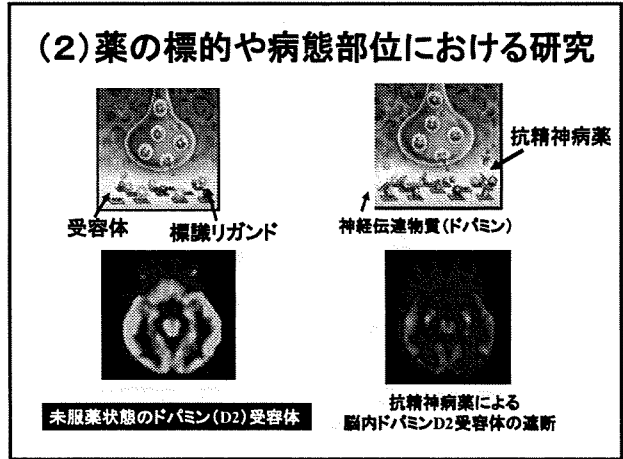 (2)薬の標的や病態部位における研究
抗精神病薬
受容体
標識リガンド
神経伝達物質(ドパミン)
未服薬状態のドパミン(D2)受容体
抗精神病薬による
脳内ドパミンD2受容体の遮断